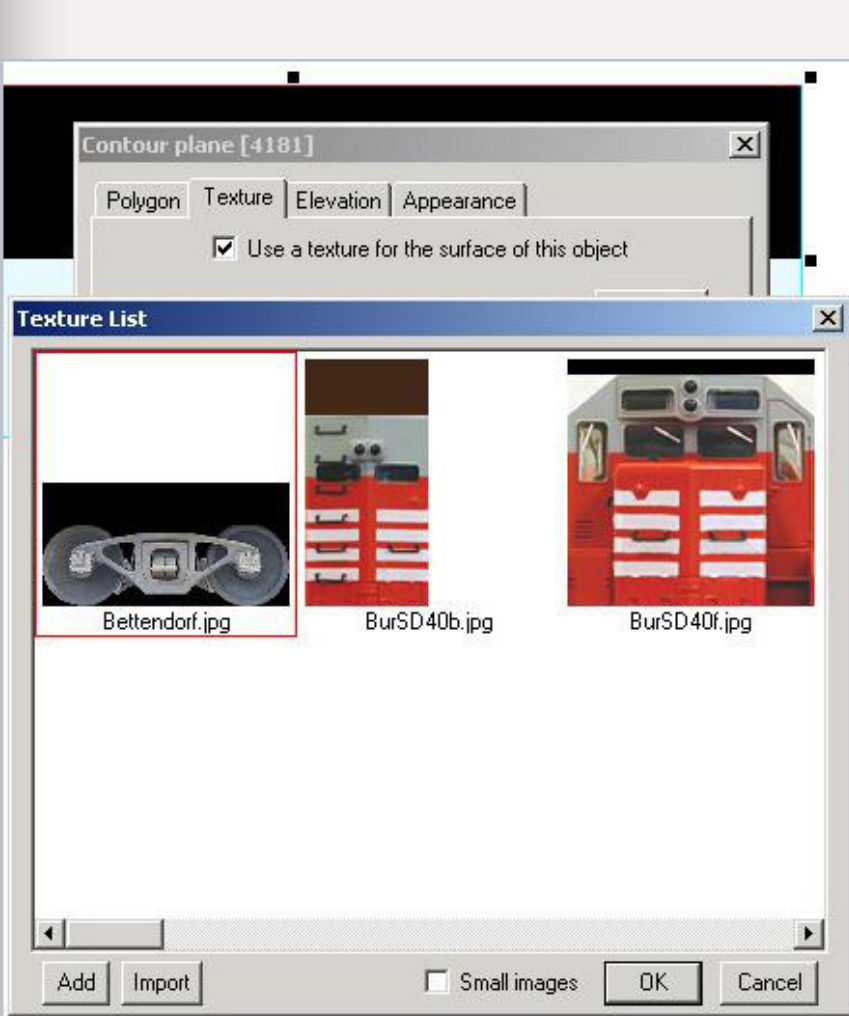 Contour plane [4181]
Polygon Texture Elevation Appearance
Use a texture for the surface of this object
Texture List
Bettendorf.jpg BurSD40b.jpg BurSD40f.jpg
Add Import Small images OK Cancel